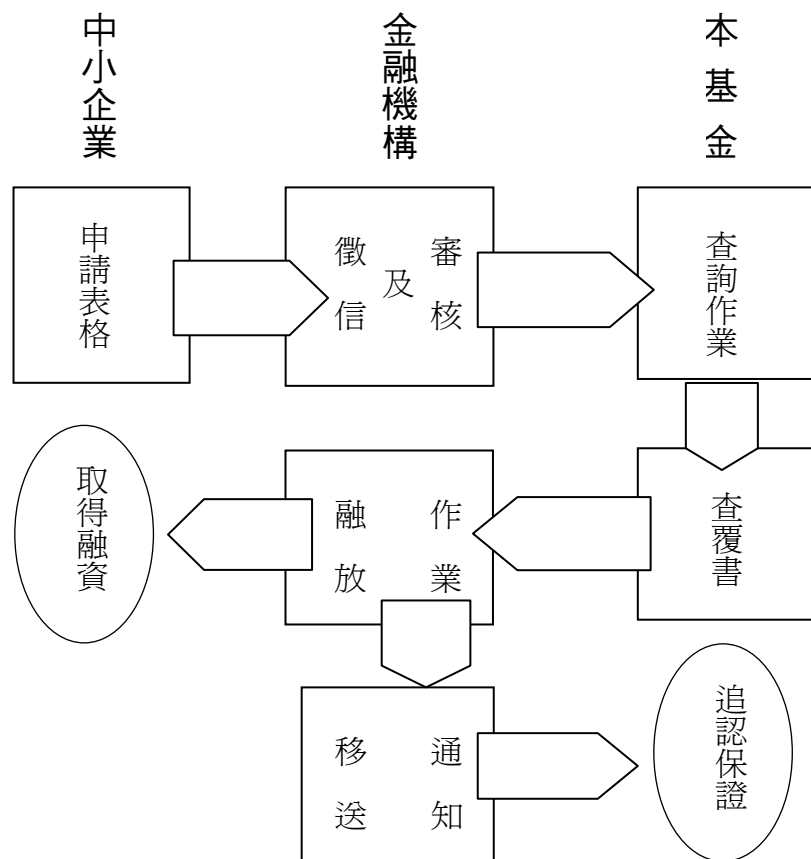 中小企業
金融機構
本基金
申請表格
徵信
及
審核
查詢作業
取得融資
融放
作業
查覆書
移送
通知
追認保證